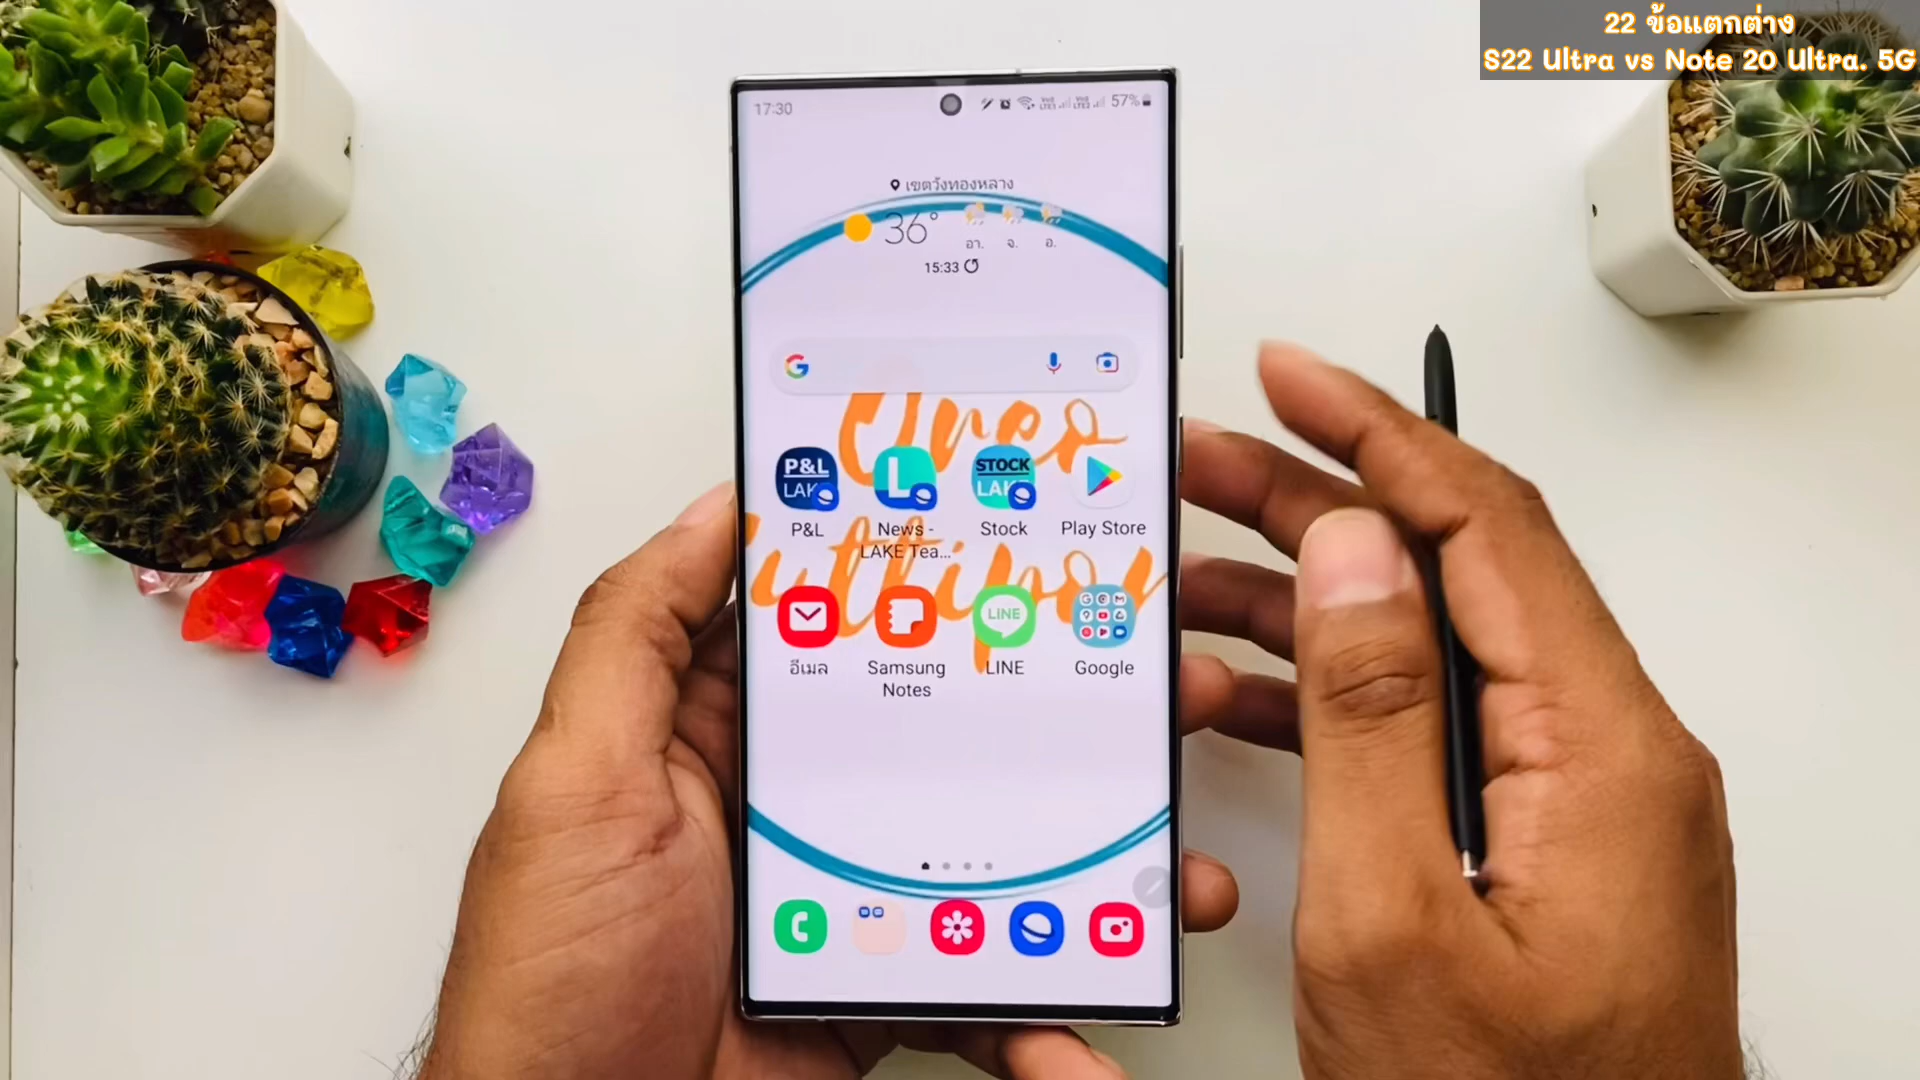 22 ข้อแตกต่าง
S22 Ultra vs Note 20 Ultra. 5G
17:30
57%
เขตวังทองหลาง
36°
อา. จ. อ.
15:33
Oreo
P&L
LAK
L
STOCK
LAKE
P&L
News -
LAKE Tea...
Stock
Play Store
LINE
อีเมล
Samsung
Notes
LINE
Google